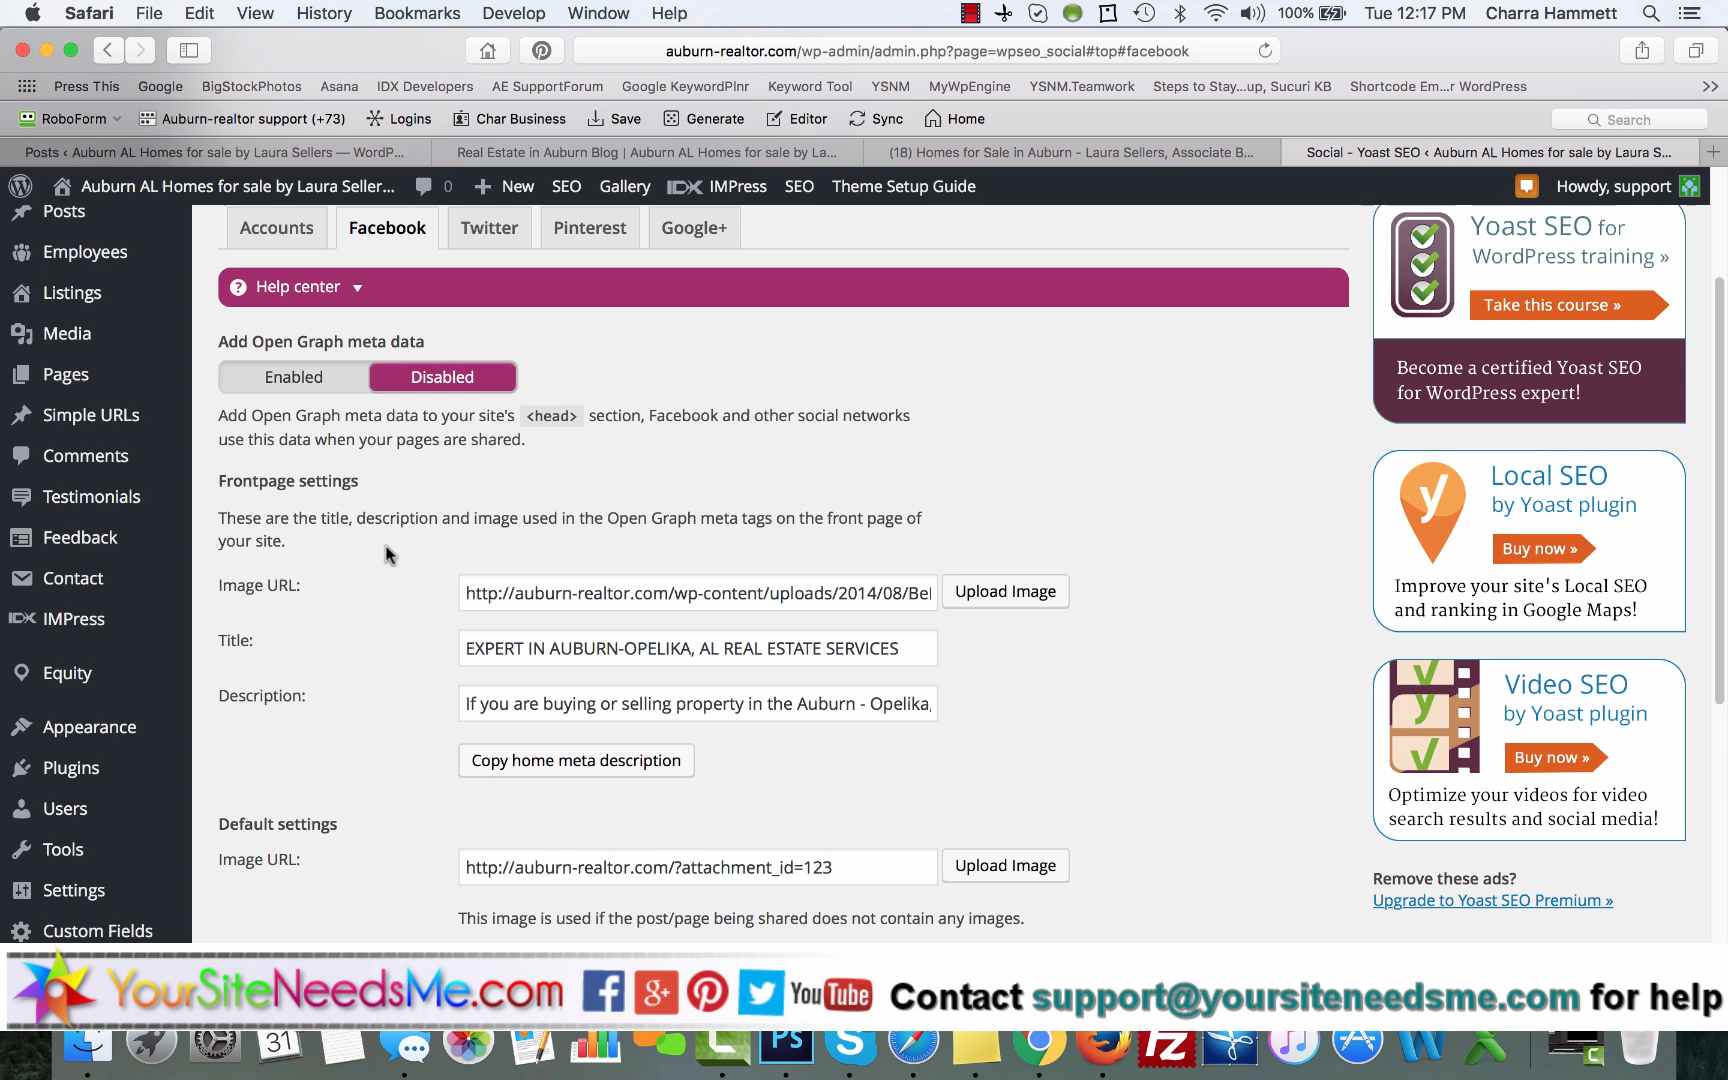 Safari File Edit View History Bookmarks Develop Window Help 100% Tue 12:17 PM Charra Hammett
auburn-realtor.com/wp-admin/admin.php?page=wpseo_social#top#facebook
Press This Google BigStockPhotos Asana IDX Developers AE SupportForum Google KeywordPlnr Keyword Tool YSNM MyWpEngine YSNM.Teamwork Steps to Stay...up, Sucuri KB Shortcode Em...r WordPress
RoboForm Auburn-realtor support (+73) Logins Char Business Save Generate Editor Sync Home Search
Posts ‹ Auburn AL Homes for sale by Laura Sellers — WordP... Real Estate in Auburn Blog | Auburn AL Homes for sale by La... (18) Homes for Sale in Auburn - Laura Sellers, Associate B... Social - Yoast SEO ‹ Auburn AL Homes for sale by Laura S...
Auburn AL Homes for sale by Laura Seller... 0 New SEO Gallery IDX IMPress SEO Theme Setup Guide Howdy, support
Posts
Employees
Listings
Media
Pages
Simple URLs
Comments
Testimonials
Feedback
Contact
IDX IMPress
Equity
Appearance
Plugins
Users
Tools
Settings
Custom Fields
Accounts Facebook Twitter Pinterest Google+
? Help center
Add Open Graph meta data
Enabled Disabled
Add Open Graph meta data to your site's <head> section, Facebook and other social networks
use this data when your pages are shared.
Frontpage settings
These are the title, description and image used in the Open Graph meta tags on the front page of
your site.
Image URL: http://auburn-realtor.com/wp-content/uploads/2014/08/Bel Upload Image
Title: EXPERT IN AUBURN-OPELIKA, AL REAL ESTATE SERVICES
Description: If you are buying or selling property in the Auburn - Opelika,
Copy home meta description
Default settings
Image URL: http://auburn-realtor.com/?attachment_id=123 Upload Image
This image is used if the post/page being shared does not contain any images.
Yoast SEO for
WordPress training »
Take this course »
Become a certified Yoast SEO
for WordPress expert!
y
Local SEO
by Yoast plugin
Buy now »
Improve your site's Local SEO
and ranking in Google Maps!
Video SEO
by Yoast plugin
Buy now »
Optimize your videos for video
search results and social media!
Remove these ads?
Upgrade to Yoast SEO Premium »
YourSiteNeedsMe.com f g+ YouTube Contact support@yoursiteneedsme.com for help
31 Ps S FZ W X C